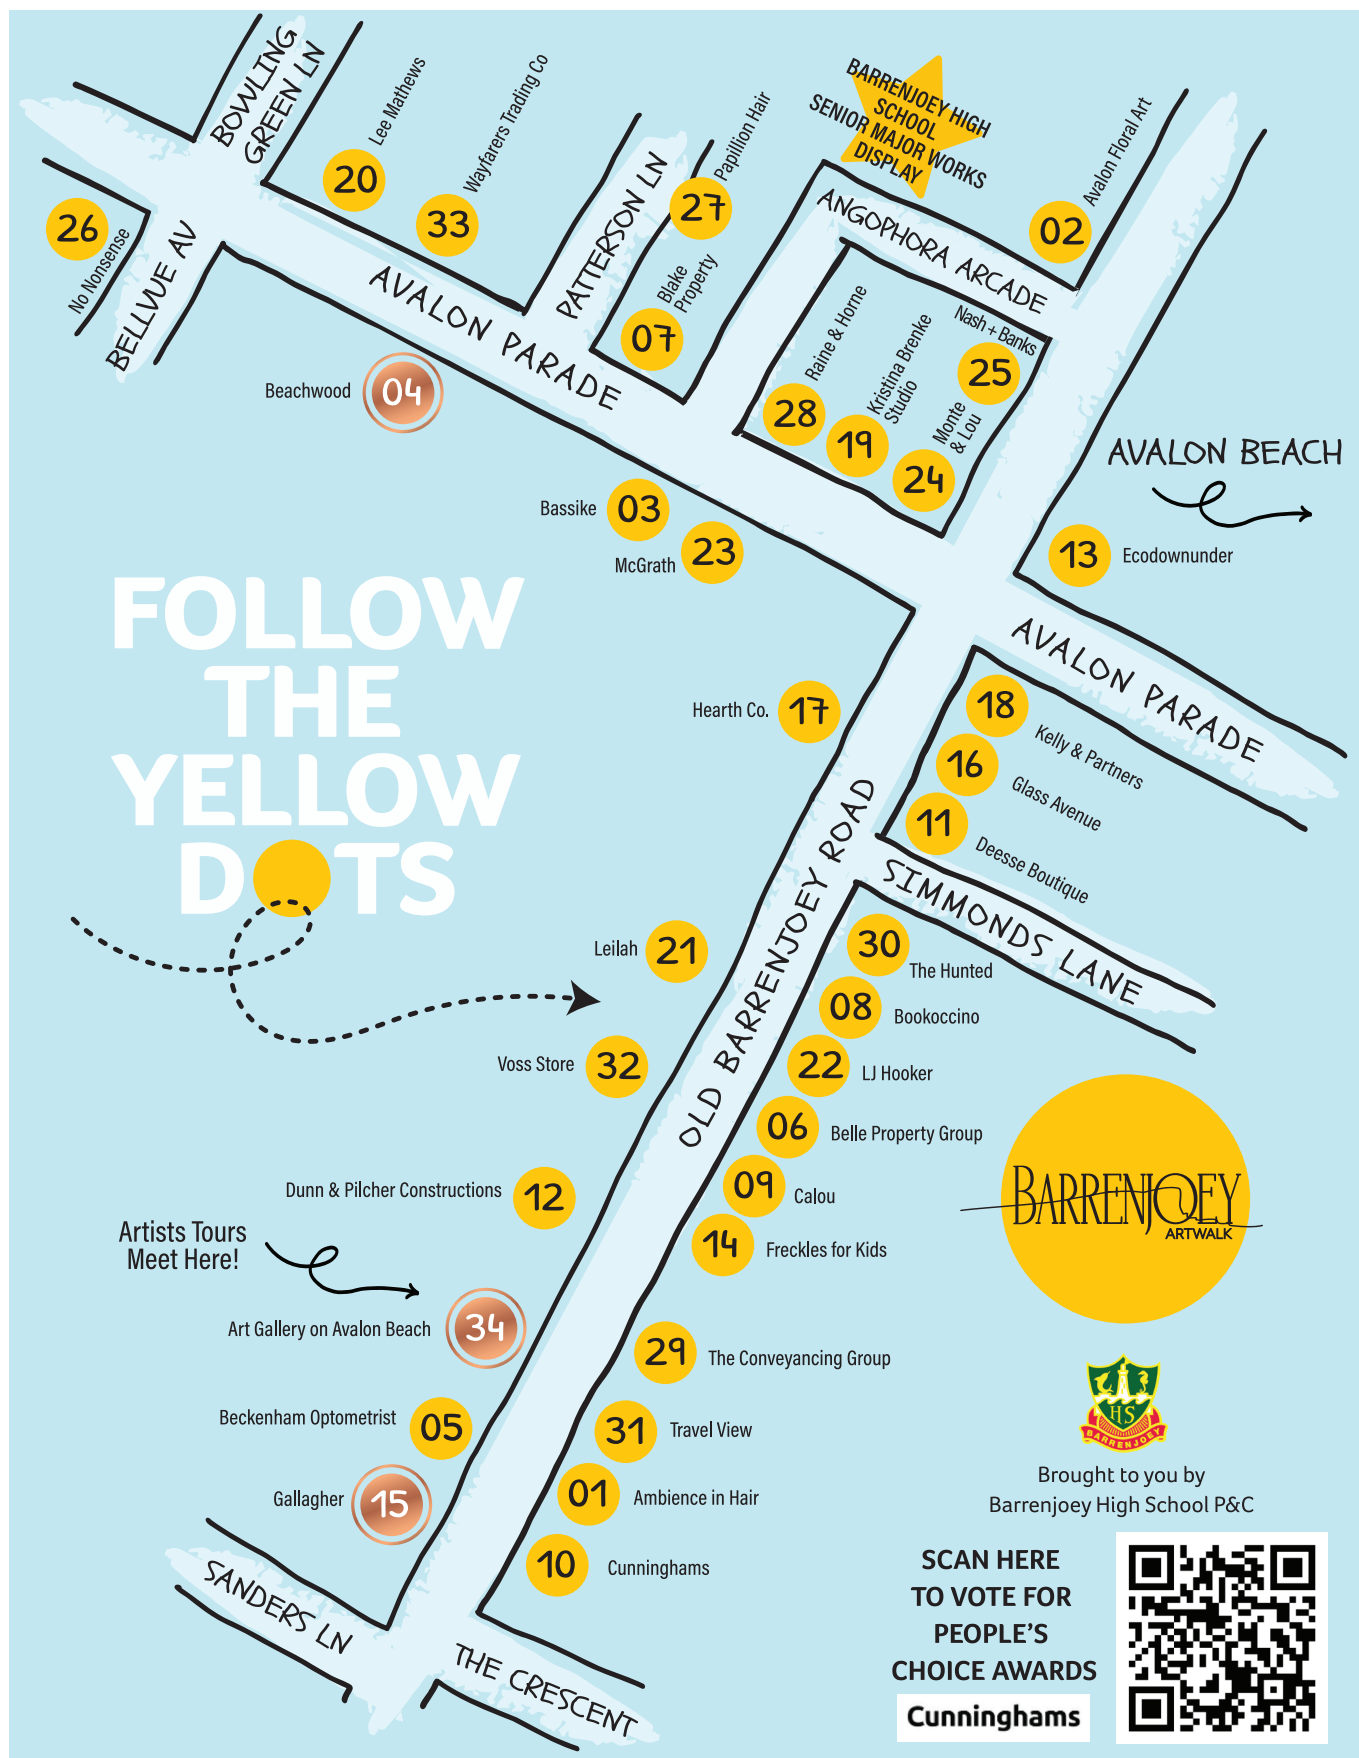 BOWLING
GREEN LN
20
Lee Mathews
33
Wayfarers Trading Co
PATTERSON LN
27
Papillion Hair
BARRENJOEY HIGH
SCHOOL
SENIOR MAJOR WORKS
DISPLAY
02
Avalon Floral Art
26
No Nonsense
BELLVUE AV
AVALON PARADE
07
Blake
Property
ANGOPHORA ARCADE
28
Raine & Horne
19
Kristina Brenke
Studio
24
Monte
& Lou
Nash + Banks
25
Beachwood
04
AVALON BEACH
Bassike
03
McGrath
23
13
Ecodownunder
FOLLOW
THE
YELLOW
D TS
AVALON PARADE
Hearth Co.
17
18
Kelly & Partners
16
Glass Avenue
11
Deesse Boutique
OLD BARRENJOEY ROAD
SIMMONDS LANE
Leilah
21
30
The Hunted
08
Bookoccino
Voss Store
32
22
LJ Hooker
06
Belle Property Group
Dunn & Pilcher Constructions
12
09
Calou
14
Freckles for Kids
BARRENJOEY
ARTWALK
Artists Tours
Meet Here!
Art Gallery on Avalon Beach
34
29
The Conveyancing Group
Beckenham Optometrist
05
31
Travel View
Gallagher
15
01
Ambience in Hair
10
Cunninghams
SANDERS LN
THE CRESCENT
HS
BARRENJOEY
Brought to you by
Barrenjoey High School P&C
SCAN HERE
TO VOTE FOR
PEOPLE'S
CHOICE AWARDS
Cunninghams